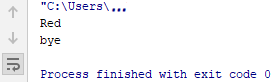 "C:\Users\,,,
Red
bye
Process finished with exit code 0